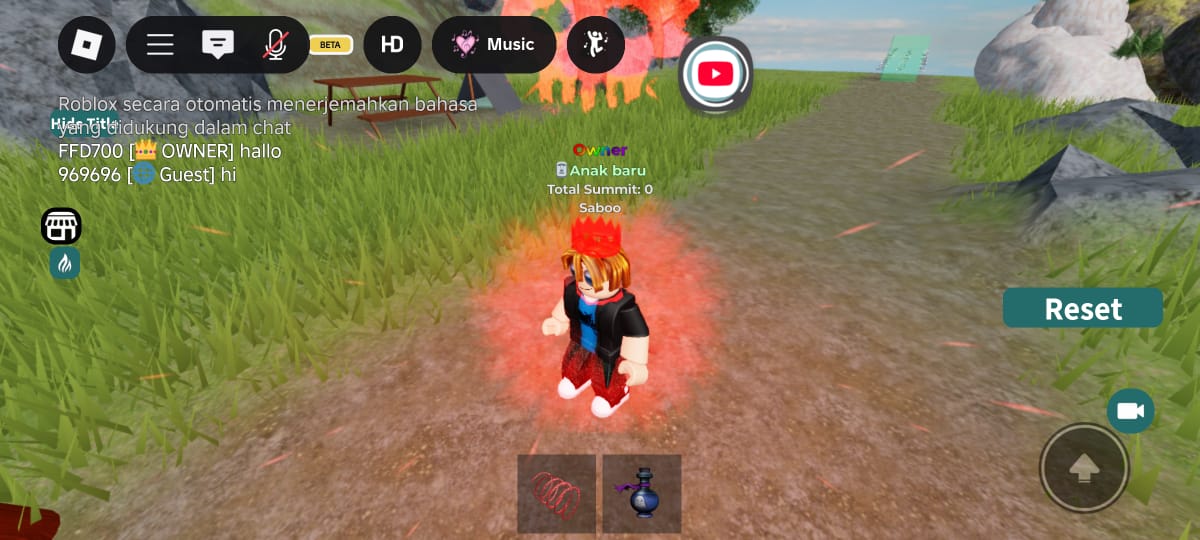 BETA
HD
Music
Roblox secara otomatis menerjemahkan bahasa
yang didukung dalam chat
Hide Title
FFD700 [👑 OWNER] hallo
969696 [🌐 Guest] hi
Owner
Anak baru
Total Summit: 0
Saboo
Reset